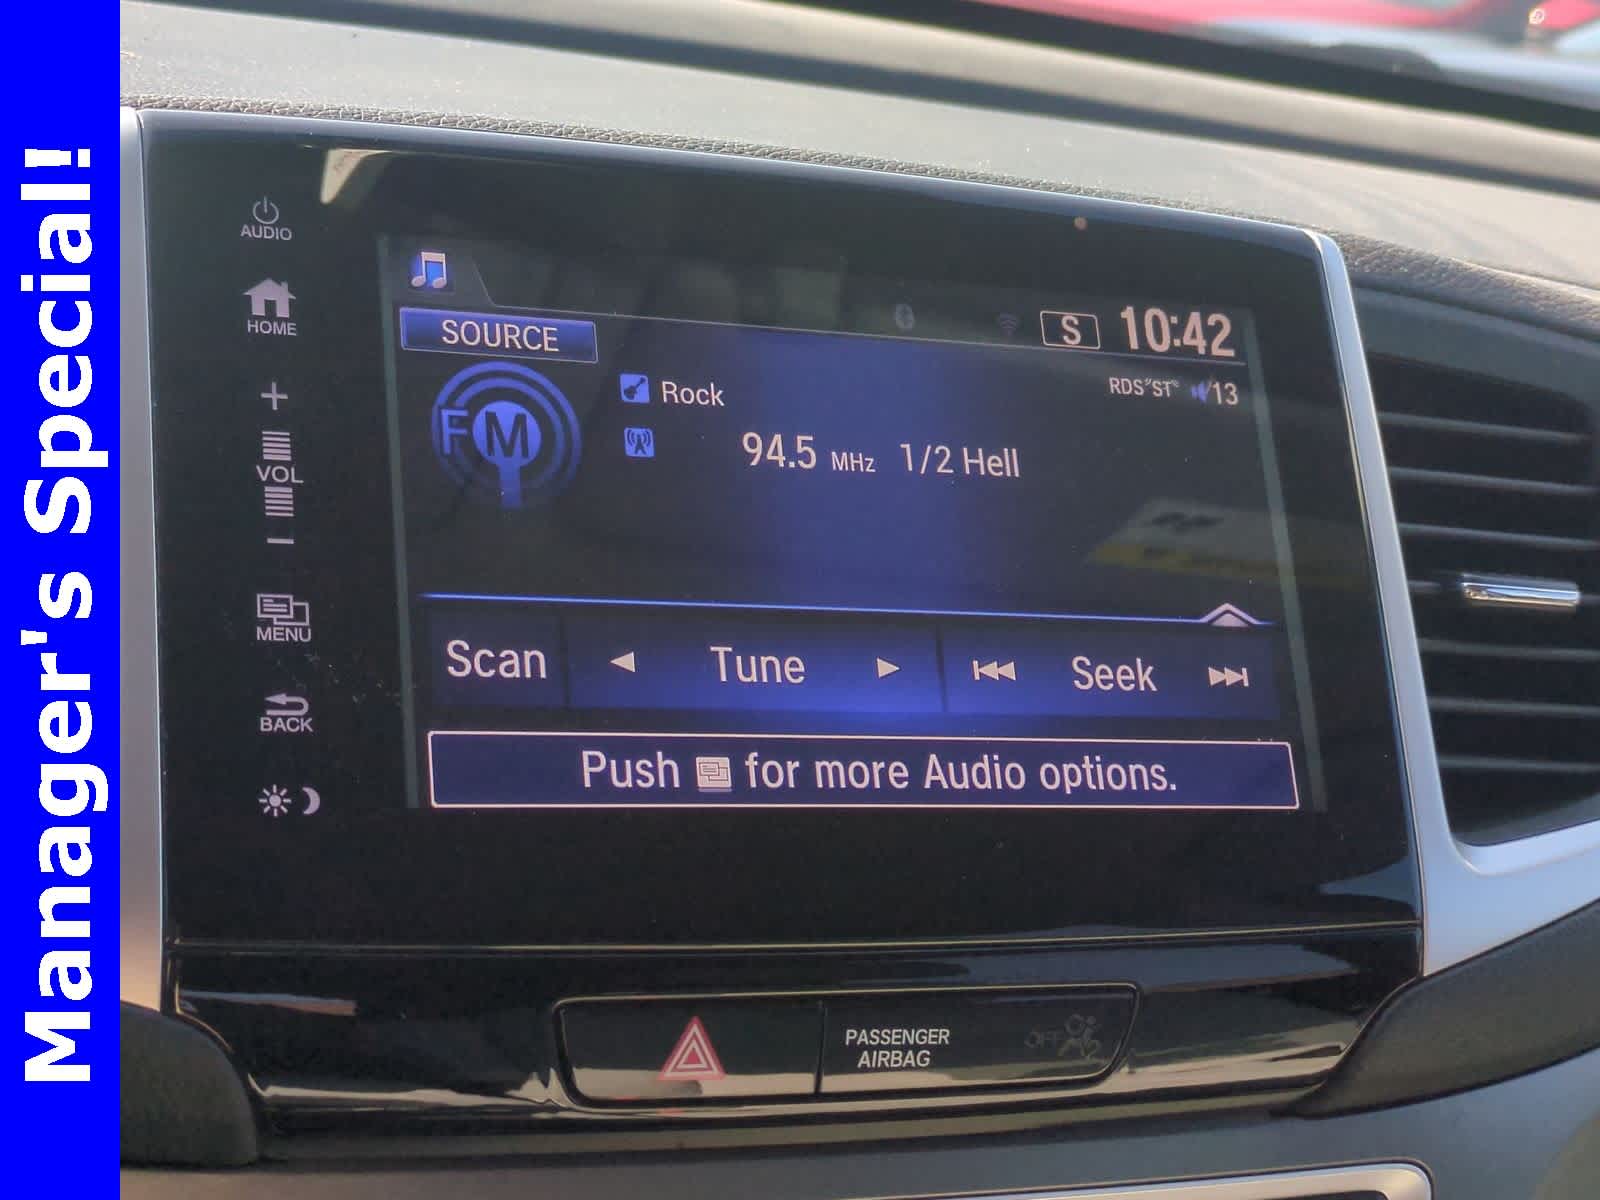 Manager's Special!
AUDIO
HOME
+
VOL
−
MENU
BACK
SOURCE
S 10:42
RDS ST 13
FM
Rock
94.5 MHz 1/2 Hell
Scan
Tune
Seek
Push for more Audio options.
PASSENGER
AIRBAG
OFF